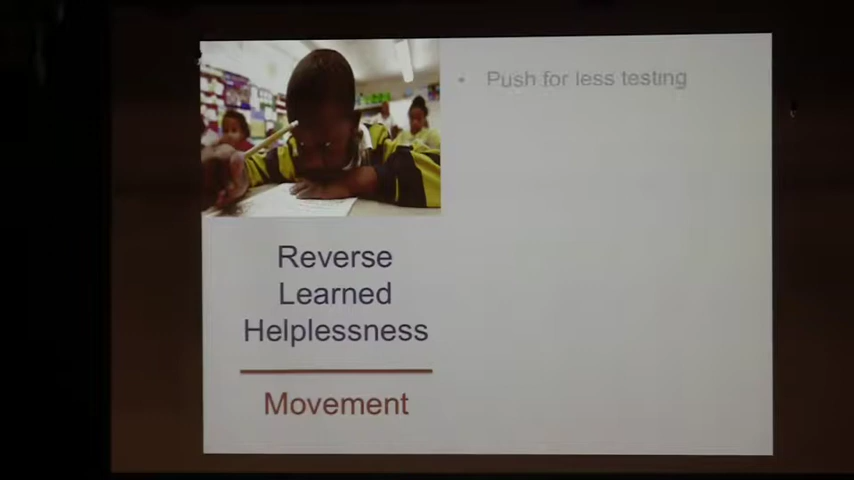 • Push for less testing
Reverse
Learned
Helplessness
Movement